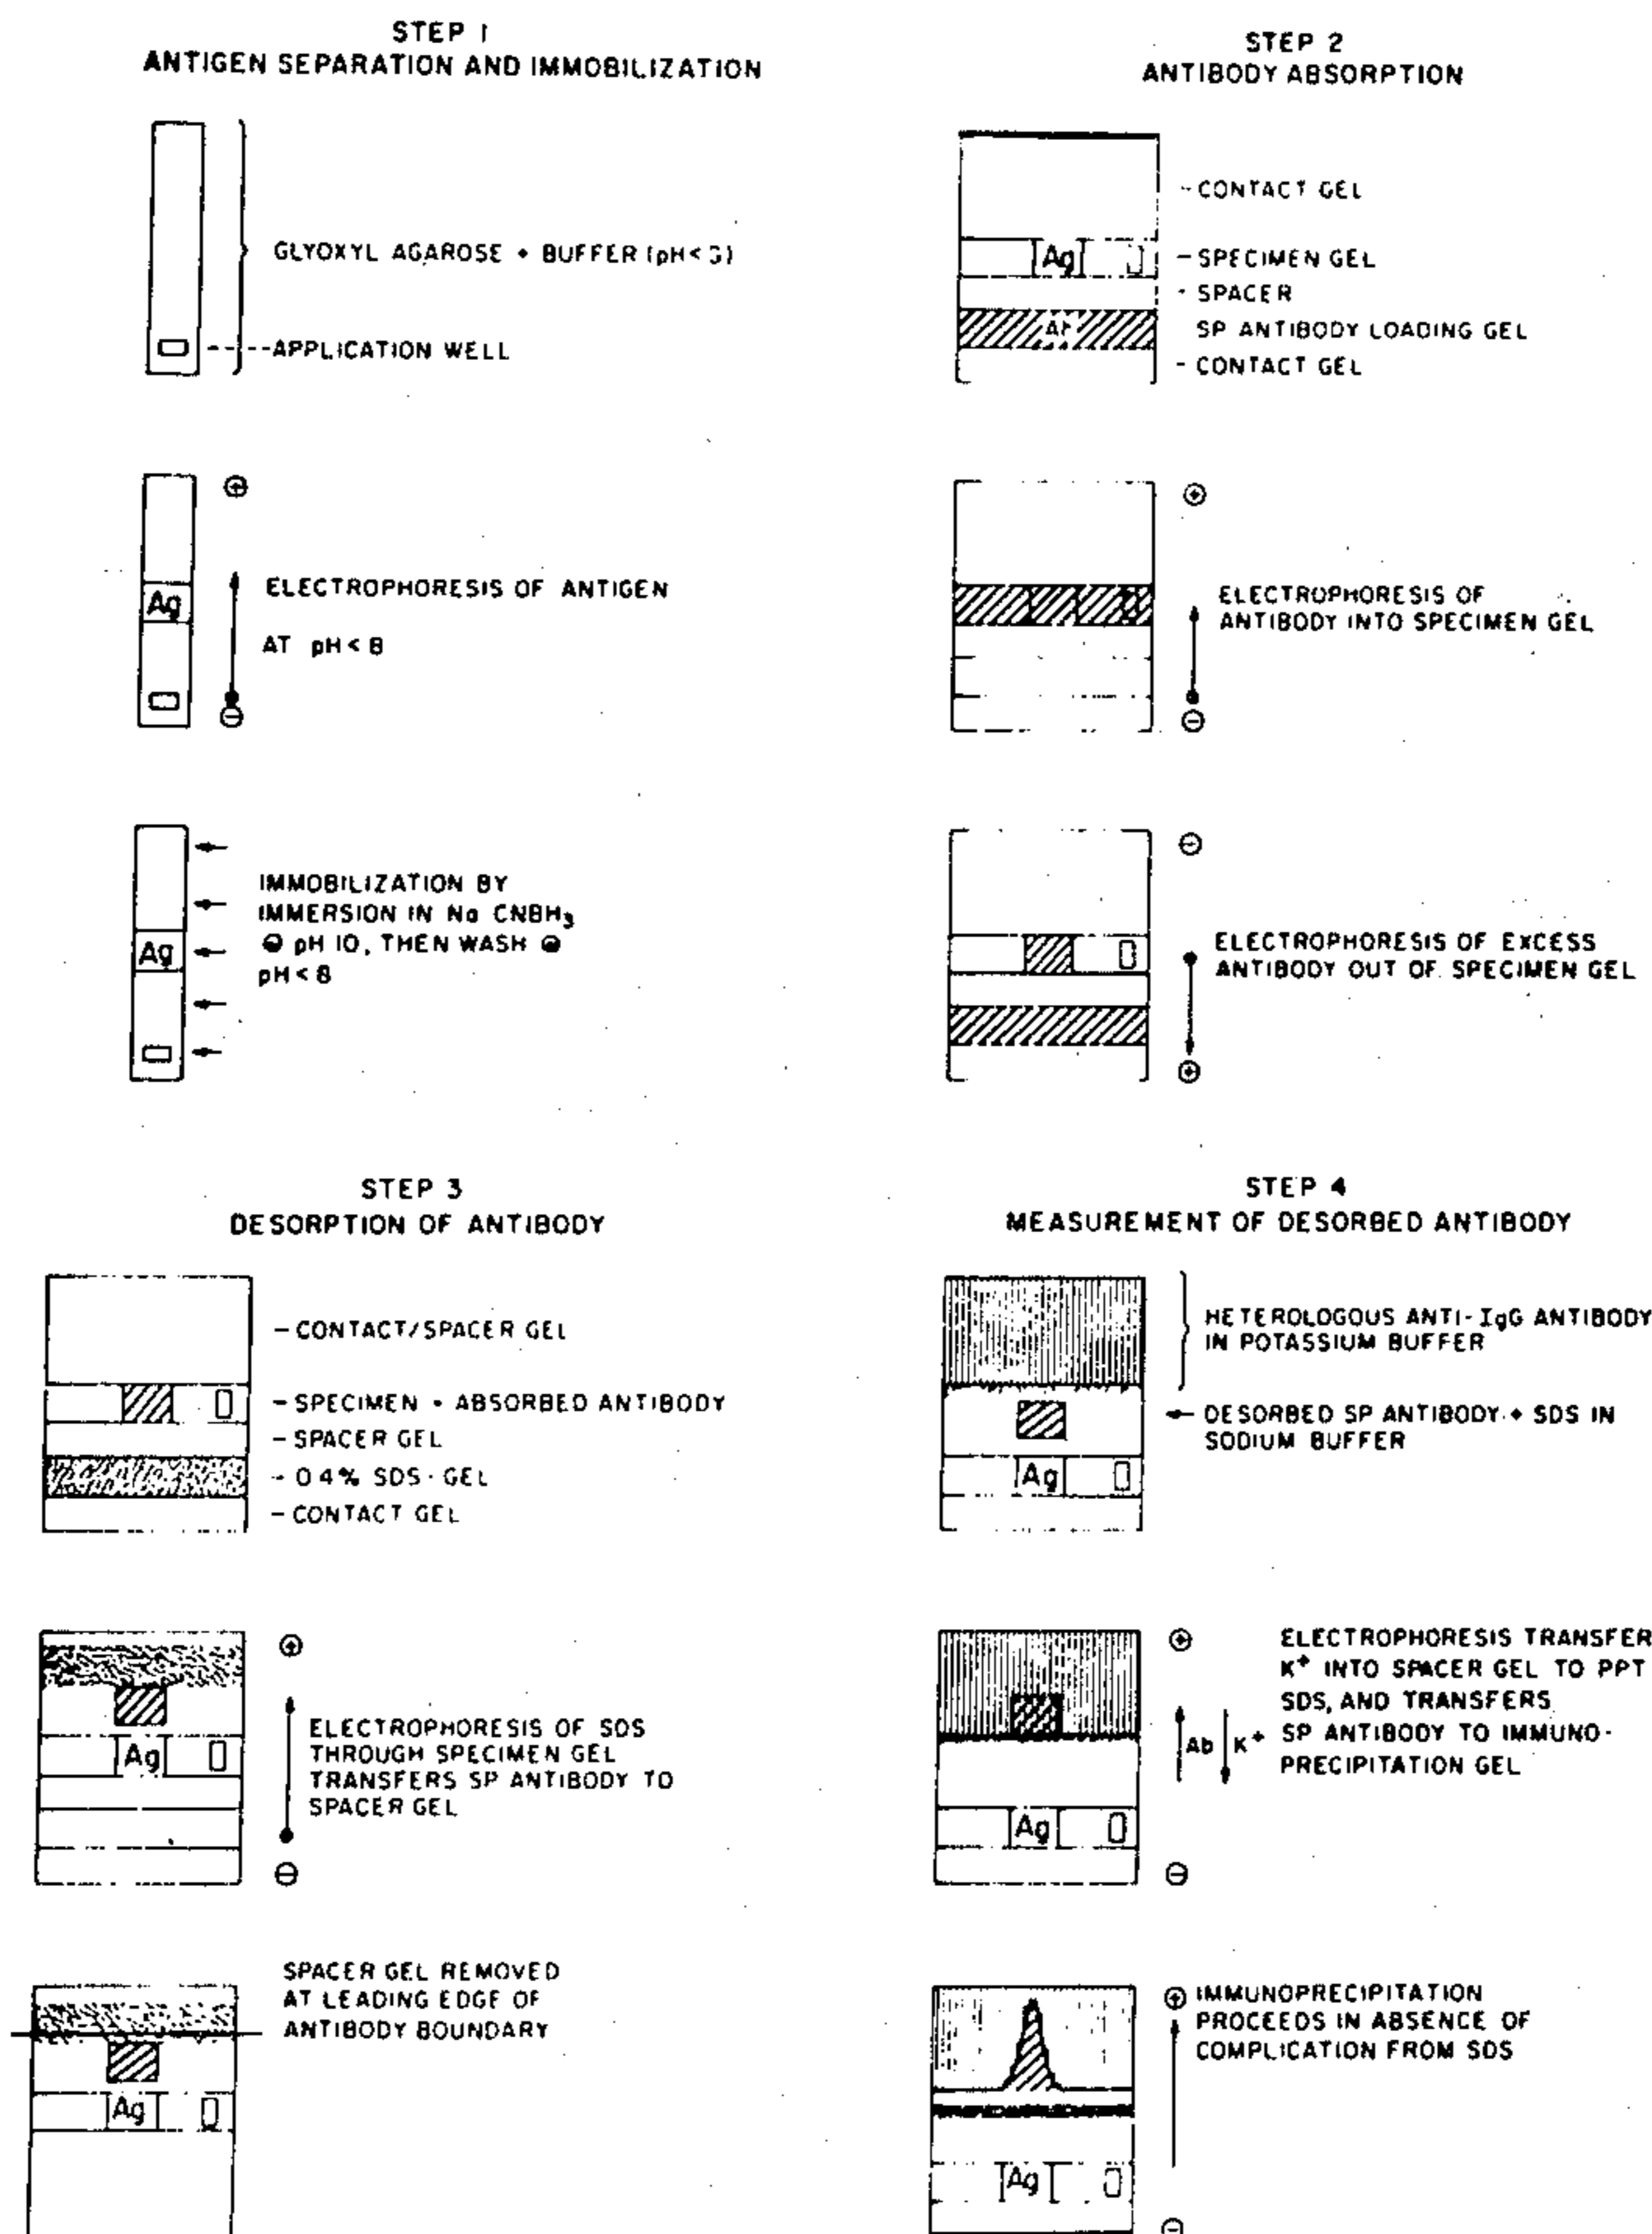 STEP 1
ANTIGEN SEPARATION AND IMMOBILIZATION
GLYOXYL AGAROSE + BUFFER (pH<
APPLICATION WELL
⊕
Ag
ELECTROPHORESIS OF ANTIGEN
AT pH<8
⊖
Ag
IMMOBILIZATION BY
IMMERSION IN Na CNBH3
@ pH 10, THEN WASH @
pH<8
STEP 2
ANTIBODY ABSORPTION
CONTACT GEL
Ag
SPECIMEN GEL
SPACER
SP ANTIBODY LOADING GEL
CONTACT GEL
⊕
ELECTROPHORESIS OF
ANTIBODY INTO SPECIMEN GEL
⊖
⊖
ELECTROPHORESIS OF EXCESS
ANTIBODY OUT OF SPECIMEN GEL
⊕
STEP 3
DESORPTION OF ANTIBODY
CONTACT/SPACER GEL
SPECIMEN • ABSORBED ANTIBODY
SPACER GEL
0.4% SDS·GEL
CONTACT GEL
⊕
Ag
ELECTROPHORESIS OF SDS
THROUGH SPECIMEN GEL
TRANSFERS SP ANTIBODY TO
SPACER GEL
⊖
SPACER GEL REMOVED
AT LEADING EDGE OF
ANTIBODY BOUNDARY
Ag
STEP 4
MEASUREMENT OF DESORBED ANTIBODY
HETEROLOGOUS ANTI-IgG ANTIBODY
IN POTASSIUM BUFFER
DESORBED SP ANTIBODY + SDS IN
SODIUM BUFFER
Ag
⊕
ELECTROPHORESIS TRANSFER
K+ INTO SPACER GEL TO PPT
SDS, AND TRANSFERS
SP ANTIBODY TO IMMUNO-
PRECIPITATION GEL
Ab K+
Ag
⊖
⊕ IMMUNOPRECIPITATION
PROCEEDS IN ABSENCE OF
COMPLICATION FROM SDS
Ag
⊖